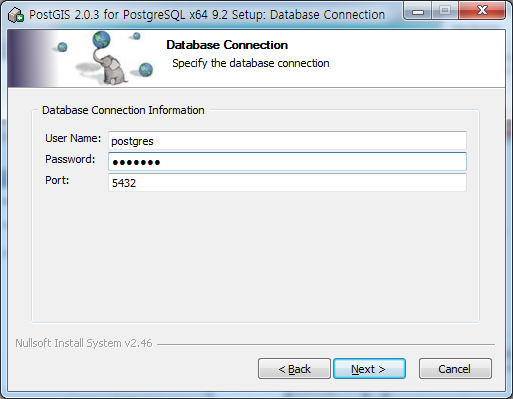 PostGIS 2.0.3 for PostgreSQL x64 9.2 Setup: Database Connection
Database Connection
Specify the database connection
Database Connection Information
User Name: postgres
Password: ●●●●●●●
Port: 5432
Nullsoft Install System v2.46
< Back Next > Cancel